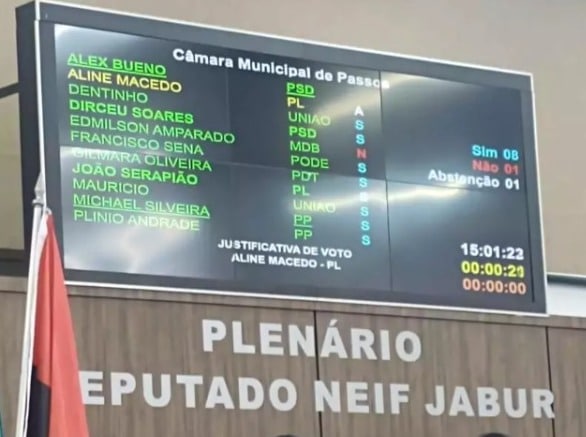 Câmara Municipal de Passos
ALEX BUENO PSD
ALINE MACEDO PL A
DENTINHO UNIAO S
DIRCEU SOARES PSD S
EDMILSON AMPARADO MDB N
FRANCISCO SENA PODE S
GILMARA OLIVEIRA PDT S
JOÃO SERAPIÃO PL S
MAURICIO UNIAO S
MICHAEL SILVEIRA PP S
PLINIO ANDRADE PP S
Sim 08
Não 01
Abstenção 01
JUSTIFICATIVA DE VOTO
ALINE MACEDO - PL
15:01:22
00:00:00
PLENÁRIO
EPUTADO NEIF JABUR